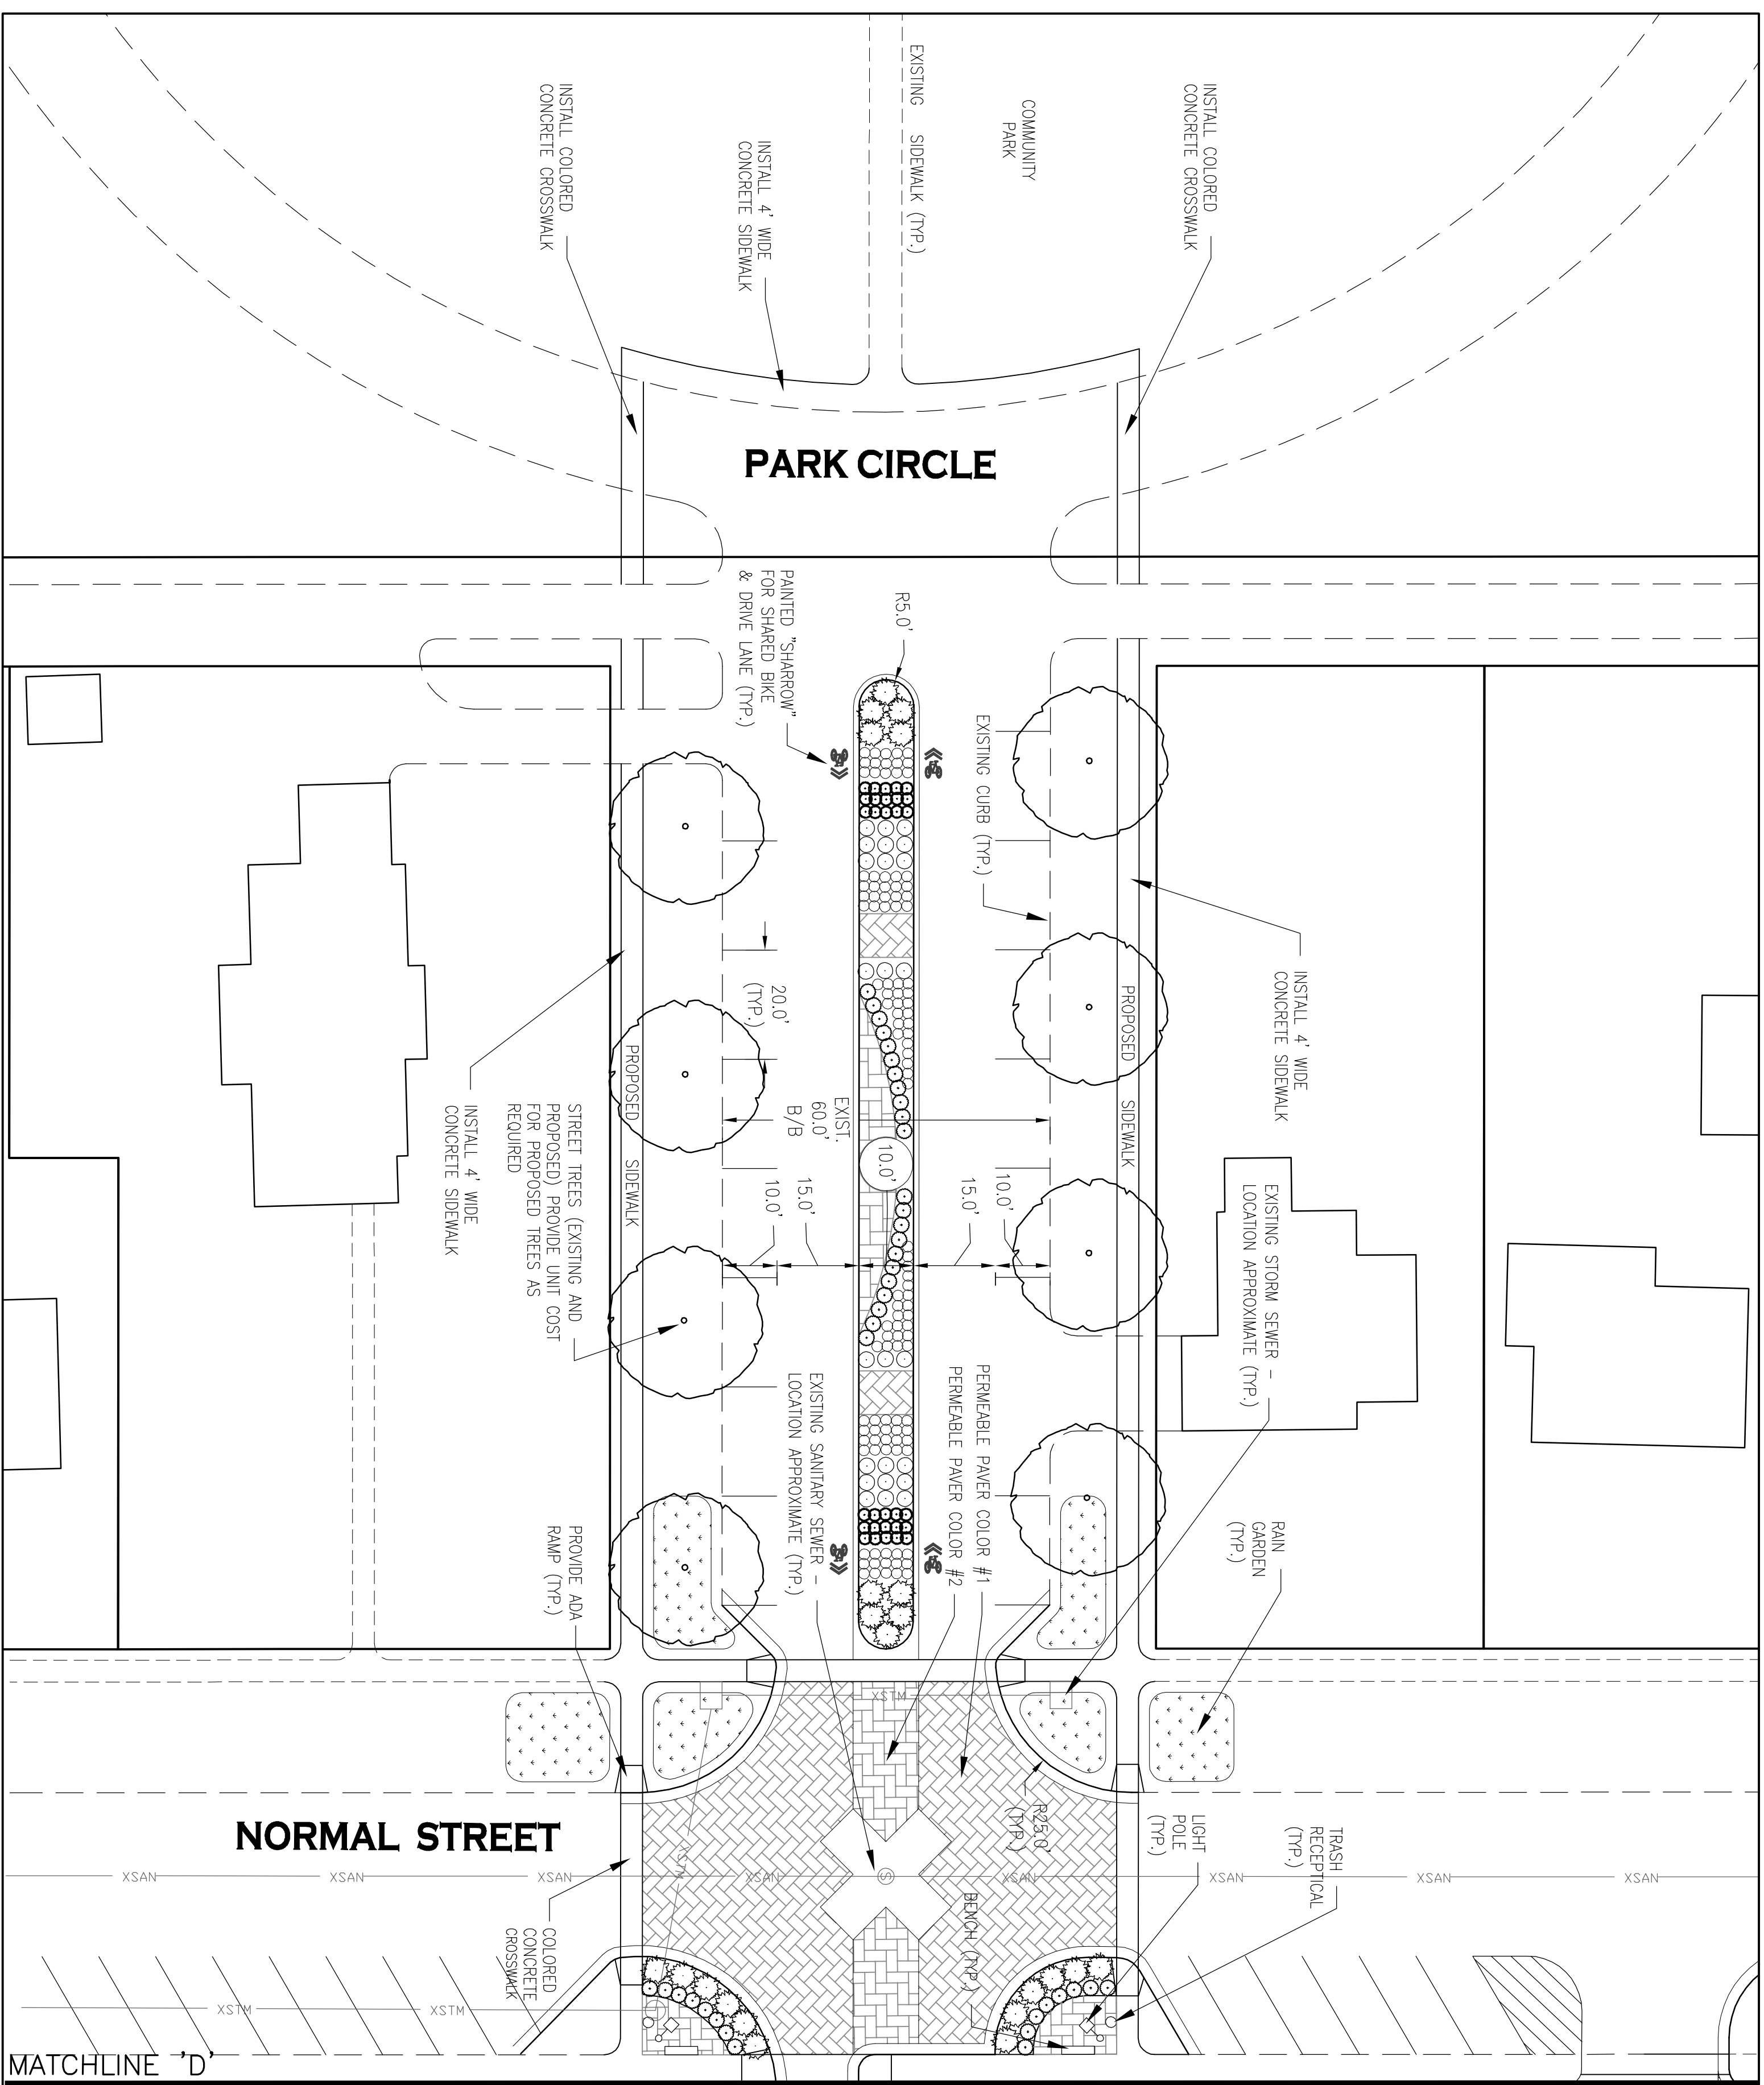 INSTALL COLORED
CONCRETE CROSSWALK
INSTALL 4' WIDE
CONCRETE SIDEWALK
EXISTING SIDEWALK (TYP.)
COMMUNITY
PARK
INSTALL COLORED
CONCRETE CROSSWALK
PARK CIRCLE
PAINTED "SHARROW"
FOR SHARED BIKE
& DRIVE LANE (TYP.)
R5.0'
EXISTING CURB (TYP.)
INSTALL 4' WIDE
CONCRETE SIDEWALK
20.0'
(TYP.)
PROPOSED SIDEWALK
PROPOSED SIDEWALK
EXIST.
60.0'
B/B
10.0'
10.0'
15.0'
15.0'
10.0'
INSTALL 4' WIDE
CONCRETE SIDEWALK
STREET TREES (EXISTING AND
PROPOSED) PROVIDE UNIT COST
FOR PROPOSED TREES AS
REQUIRED
EXISTING STORM SEWER -
LOCATION APPROXIMATE (TYP.)
PERMEABLE PAVER COLOR #1
PERMEABLE PAVER COLOR #2
EXISTING SANITARY SEWER -
LOCATION APPROXIMATE (TYP.)
PROVIDE ADA
RAMP (TYP.)
RAIN
GARDEN
(TYP.)
XSTM
R25.0'
(TYP.)
LIGHT
POLE
(TYP.)
TRASH
RECEPTICAL
(TYP.)
NORMAL STREET
XSTM
XSAN
XSAN
XSAN
XSAN
S
XSAN
XSAN
XSAN
XSAN
BENCH (TYP.)
COLORED
CONCRETE
CROSSWALK
XSTM
XSTM
MATCHLINE 'D'